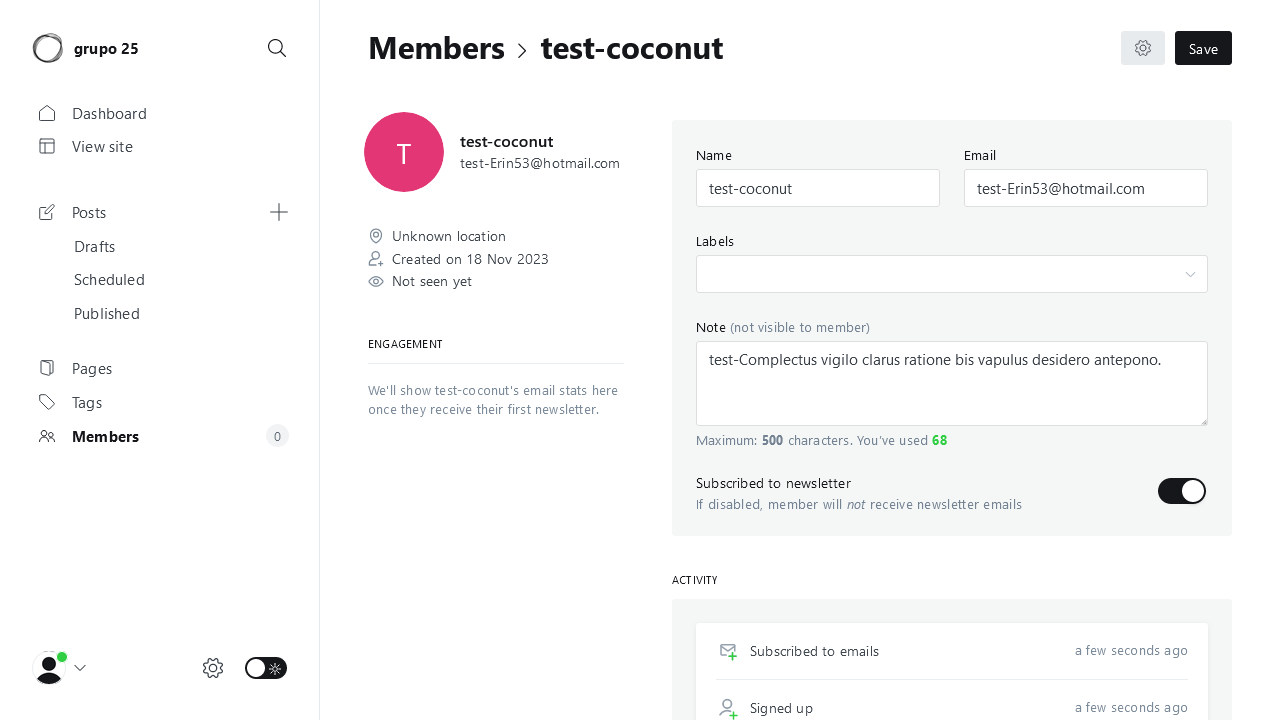 grupo 25
Dashboard
View site
Posts
Drafts
Scheduled
Published
Pages
Tags
Members
0
Members > test-coconut
Save
T
test-coconut
test-Erin53@hotmail.com
Unknown location
Created on 18 Nov 2023
Not seen yet
ENGAGEMENT
We'll show test-coconut's email stats here
once they receive their first newsletter.
Name
test-coconut
Email
test-Erin53@hotmail.com
Labels
Note (not visible to member)
test-Complectus vigilo clarus ratione bis vapulus desidero antepono.
Maximum: 500 characters. You've used 68
Subscribed to newsletter
If disabled, member will not receive newsletter emails
ACTIVITY
Subscribed to emails
a few seconds ago
Signed up
a few seconds ago